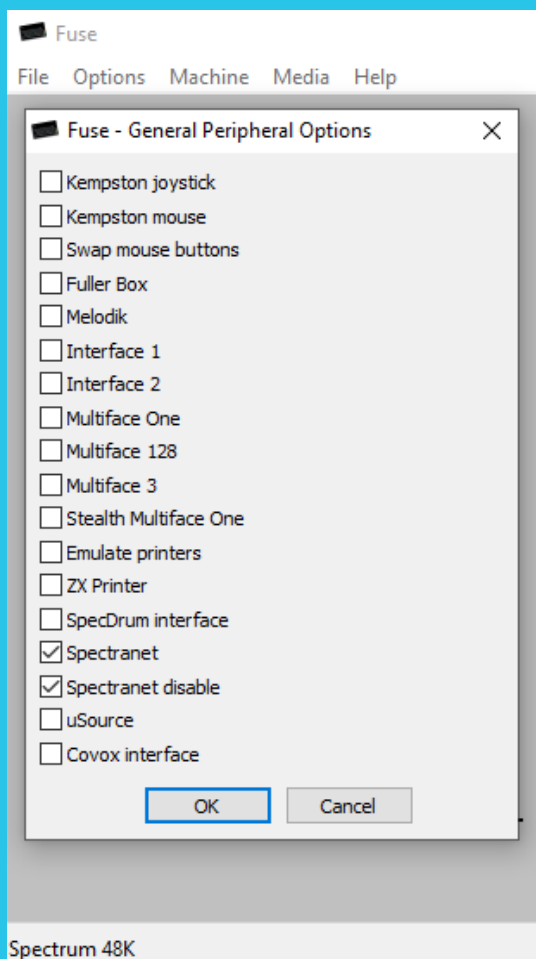 Fuse
File Options Machine Media Help
Fuse - General Peripheral Options
Kempston joystick
Kempston mouse
Swap mouse buttons
Fuller Box
Melodik
Interface 1
Interface 2
Multiface One
Multiface 128
Multiface 3
Stealth Multiface One
Emulate printers
ZX Printer
SpecDrum interface
Spectranet
Spectranet disable
uSource
Covox interface
OK Cancel
Spectrum 48K